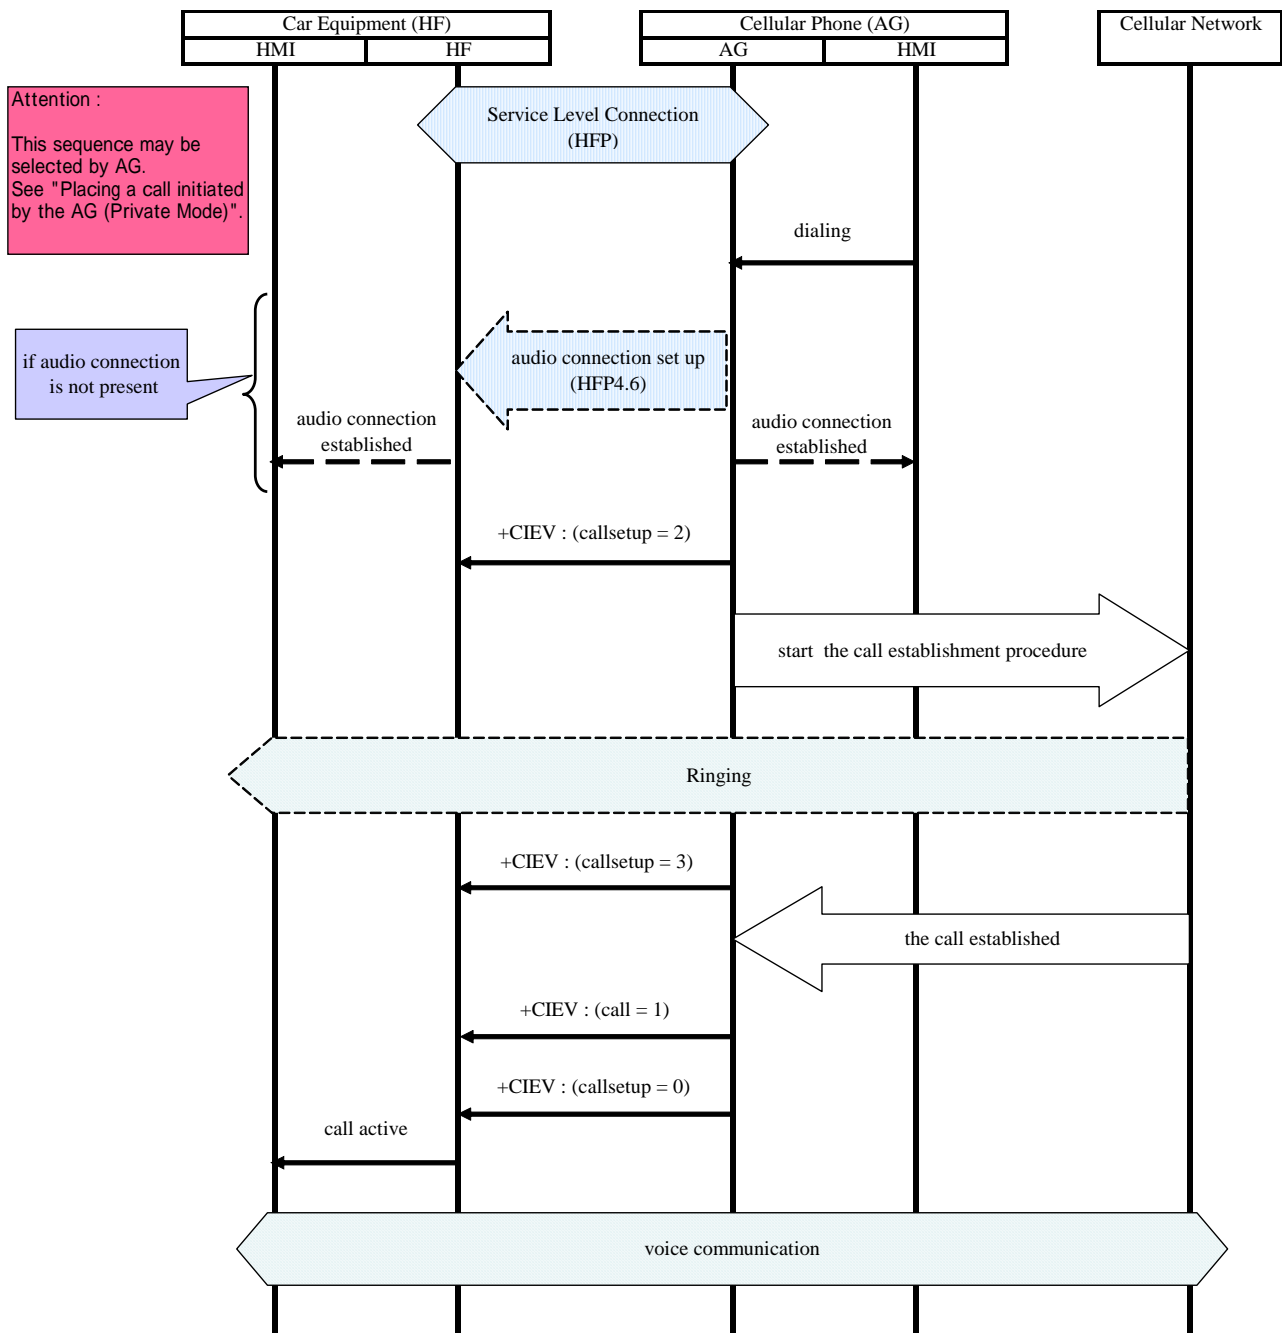 Car Equipment (HF)
Cellular Phone (AG)
Cellular Network
HMI
HF
AG
HMI
Attention :
This sequence may be
selected by AG.
See "Placing a call initiated
by the AG (Private Mode)".
Service Level Connection
(HFP)
dialing
if audio connection
is not present
audio connection set up
(HFP4.6)
audio connection
established
audio connection
established
+CIEV : (callsetup = 2)
start the call establishment procedure
Ringing
+CIEV : (callsetup = 3)
the call established
+CIEV : (call = 1)
+CIEV : (callsetup = 0)
call active
voice communication